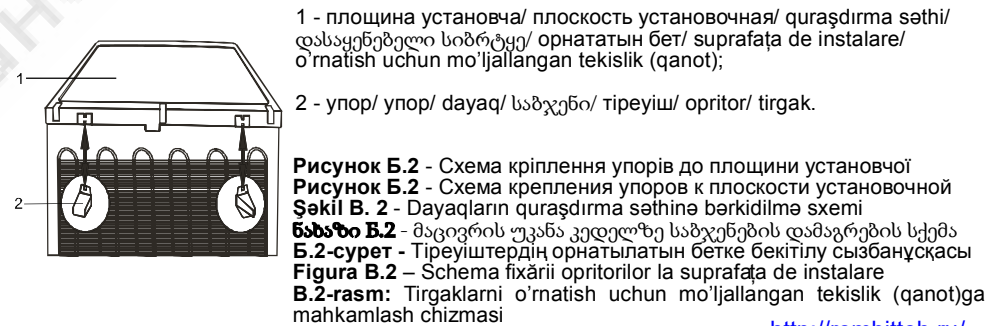 1 - площина установча/ плоскость установочная/ quraşdırma səthi/
დასაყენებელი სიბრტყე/ орнататын бет/ suprafaţa de instalare/
o’rnatish uchun mo’ljallangan tekislik (qanot);
2 - упор/ упор/ dayaq/ საბჯენი/ тіреуіш/ opritor/ tirgak.
1
2
Рисунок Б.2 - Схема кріплення упорів до площини установчої
Рисунок Б.2 - Схема крепления упоров к плоскости установочной
Şəkil B. 2 - Dayaqların quraşdırma səthinə bərkidilmə sxemi
ნახაზი Б.2 - მაცივრის უკანა კედელზე საბჯენების დამაგრების სქემა
Б.2-сурет - Тіреуіштердің орнатылатын бетке бекітілу сызбанұсқасы
Figura B.2 – Schema fixării opritorilor la suprafaţa de instalare
B.2-rasm: Tirgaklarni o’rnatish uchun mo’ljallangan tekislik (qanot)ga
mahkamlash chizmasi